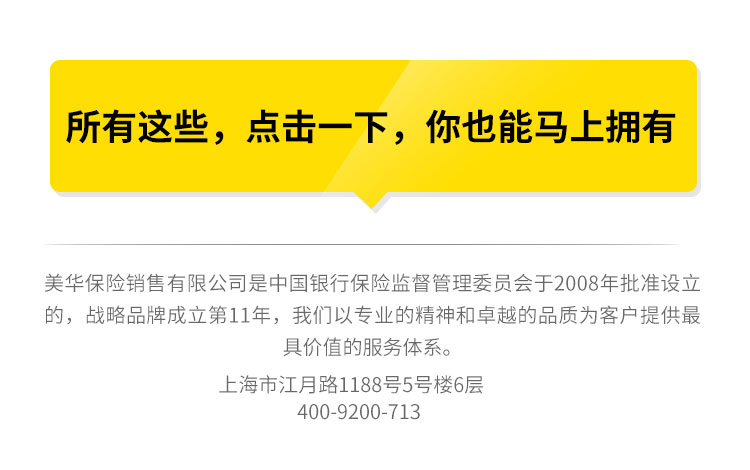 所有这些，点击一下，你也能马上拥有
美华保险销售有限公司是中国银行保险监督管理委员会于2008年批准设立
的，战略品牌成立第11年，我们以专业的精神和卓越的品质为客户提供最
具价值的服务体系。
上海市江月路1188号5号楼6层
400-9200-713